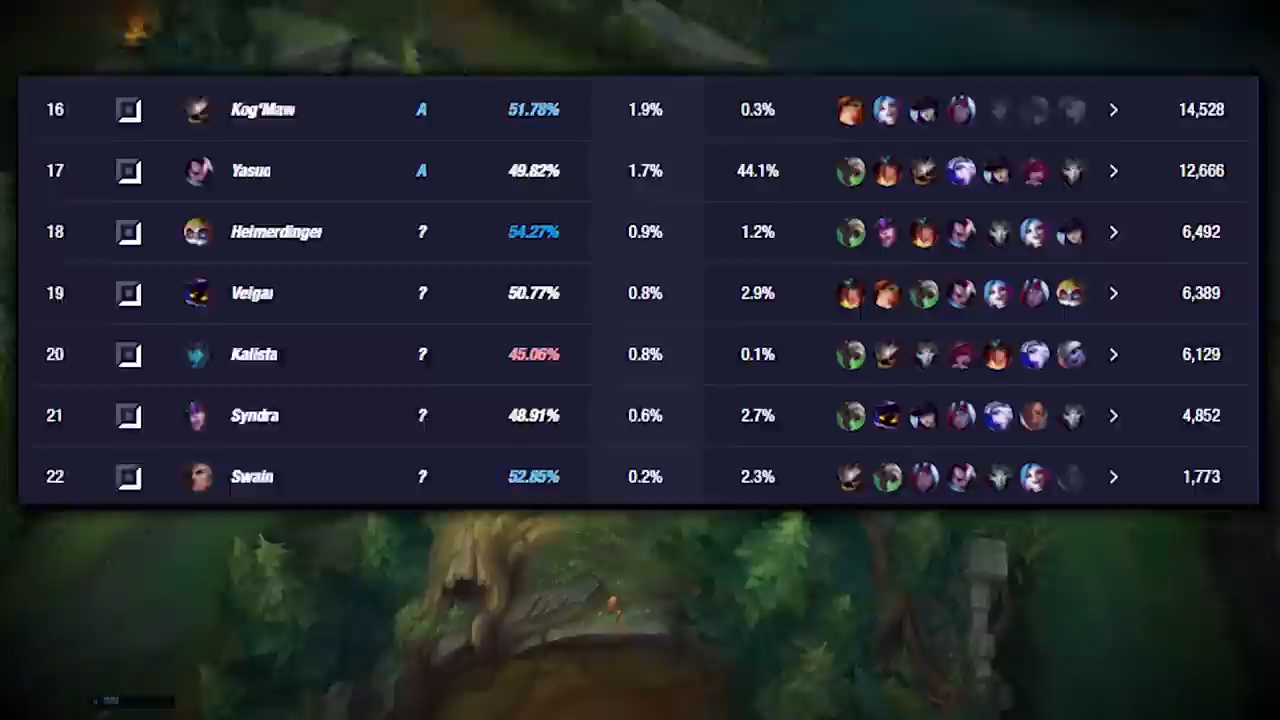 16 Kog'Maw A 51.78% 1.9% 0.3% > 14,528
17 Yasuo A 49.82% 1.7% 44.1% > 12,666
18 Heimerdinger ? 54.27% 0.9% 1.2% > 6,492
19 Veigar ? 50.77% 0.8% 2.9% > 6,389
20 Kalista ? 45.06% 0.8% 0.1% > 6,129
21 Syndra ? 48.91% 0.6% 2.7% > 4,852
22 Swain ? 52.65% 0.2% 2.3% > 1,773